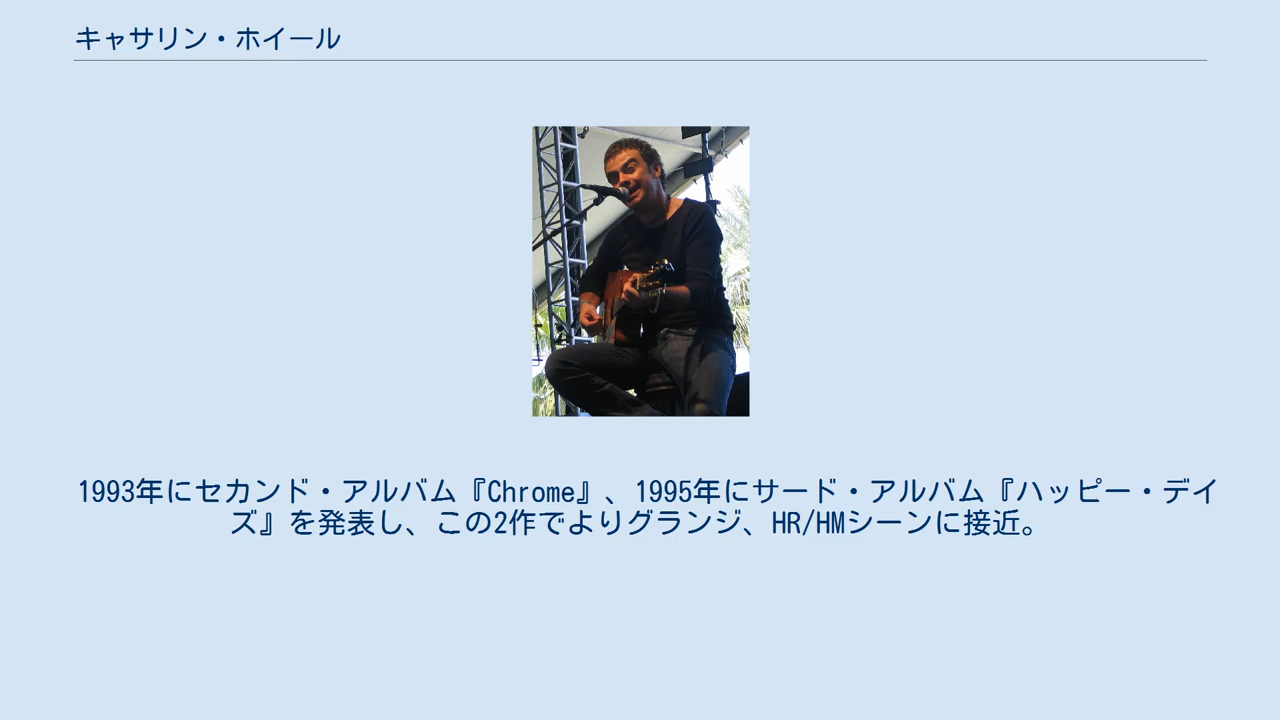 キャサリン・ホイール
1993年にセカンド・アルバム『Chrome』、1995年にサード・アルバム『ハッピー・デイ
ズ』を発表し、この2作でよりグランジ、HR/HMシーンに接近。